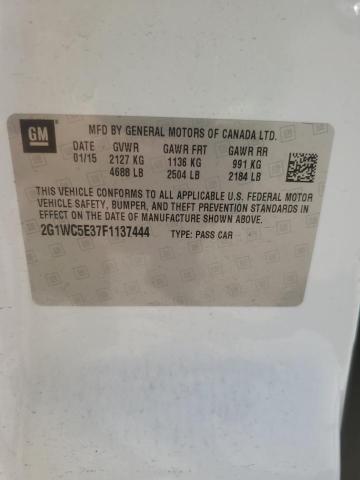 GM MFD BY GENERAL MOTORS OF CANADA LTD.
DATE GVWR GAWR FRT GAWR RR
01/15 2127 KG 1136 KG 991 KG
4688 LB 2504 LB 2184 LB
THIS VEHICLE CONFORMS TO ALL APPLICABLE U.S. FEDERAL MOTOR
VEHICLE SAFETY, BUMPER, AND THEFT PREVENTION STANDARDS IN
EFFECT ON THE DATE OF MANUFACTURE SHOWN ABOVE.
2G1WC5E37F1137444 TYPE: PASS CAR